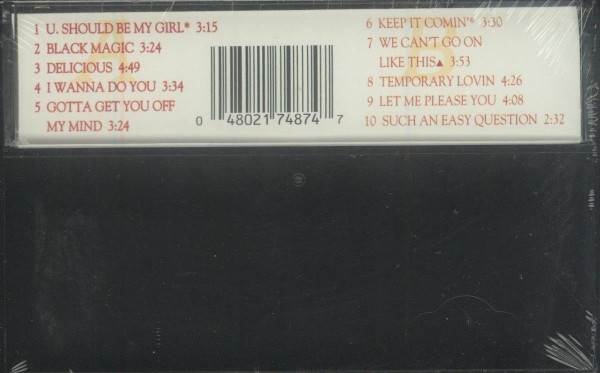 A
1 U. SHOULD BE MY GIRL* 3:15
2 BLACK MAGIC 3:24
3 DELICIOUS 4:49
4 I WANNA DO YOU 3:34
5 GOTTA GET YOU OFF
MY MIND 3:24
0 48021 74874 7
B
6 KEEP IT COMIN'* 3:30
7 WE CAN'T GO ON
LIKE THIS▲ 3:53
8 TEMPORARY LOVIN 4:26
9 LET ME PLEASE YOU 4:08
10 SUCH AN EASY QUESTION 2:32